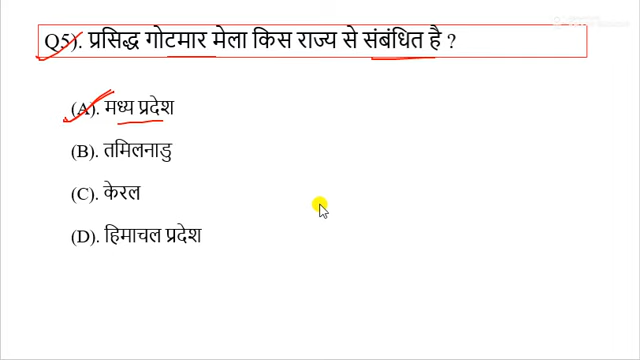 Q5). प्रसिद्ध गोटमार मेला किस राज्य से संबंधित है ?
(A). मध्य प्रदेश
(B). तमिलनाडु
(C). केरल
(D). हिमाचल प्रदेश